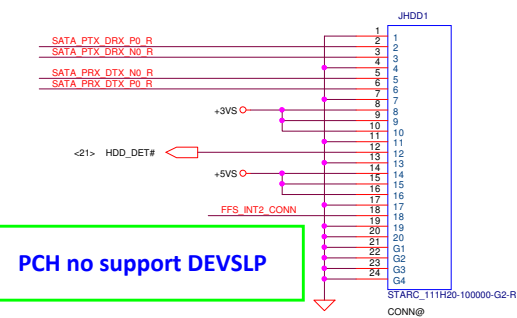 JHDD1
1 1
SATA_PTX_DRX_P0_R 2 2
SATA_PTX_DRX_N0_R 3 3
4 4
SATA_PRX_DTX_N0_R 5 5
SATA_PRX_DTX_P0_R 6 6
7 7
+3VS 8 8
9 9
10 10
11 11
<21> HDD_DET# 12 12
13 13
+5VS 14 14
15 15
16 16
17 17
FFS_INT2_CONN 18 18
19 19
20 20
21 G1
22 G2
23 G3
24 G4
PCH no support DEVSLP
STARC_111H20-100000-G2-R
CONN@